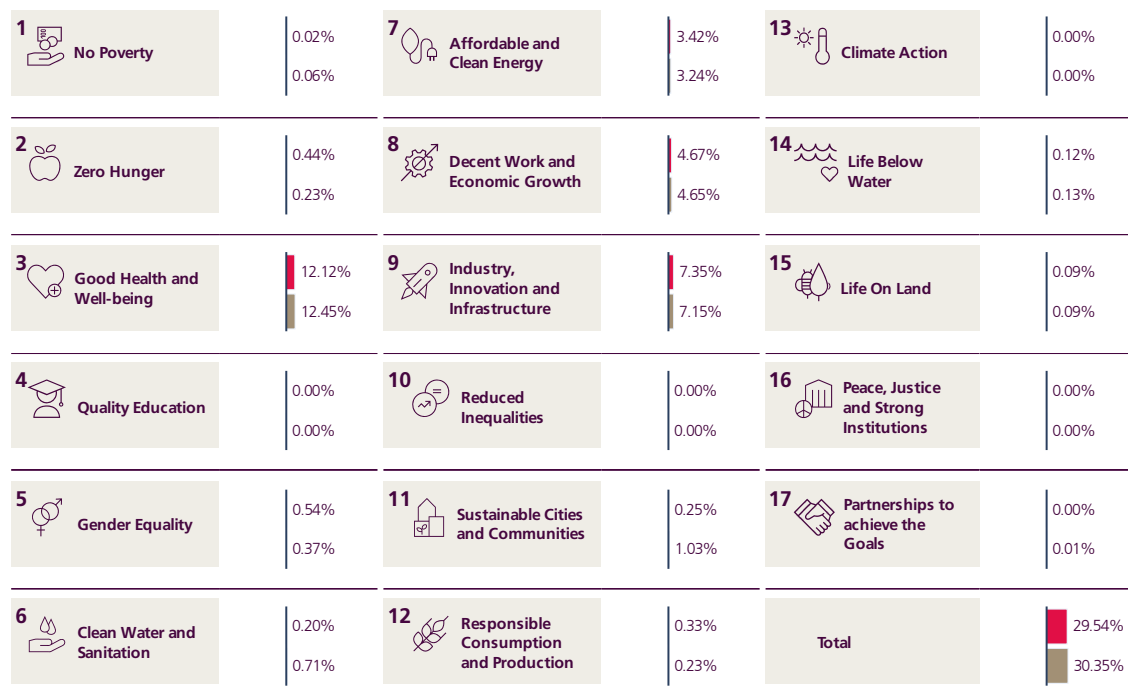 1
No Poverty
0.02%
0.06%
2
Zero Hunger
0.44%
0.23%
3
Good Health and
Well-being
12.12%
12.45%
4
Quality Education
0.00%
0.00%
5
Gender Equality
0.54%
0.37%
6
Clean Water and
Sanitation
0.20%
0.71%
7
Affordable and
Clean Energy
3.42%
3.24%
8
Decent Work and
Economic Growth
4.67%
4.65%
9
Industry,
Innovation and
Infrastructure
7.35%
7.15%
10
Reduced
Inequalities
0.00%
0.00%
11
Sustainable Cities
and Communities
0.25%
1.03%
12
Responsible
Consumption
and Production
0.33%
0.23%
13
Climate Action
0.00%
0.00%
14
Life Below
Water
0.12%
0.13%
15
Life On Land
0.09%
0.09%
16
Peace, Justice
and Strong
Institutions
0.00%
0.00%
17
Partnerships to
achieve the
Goals
0.00%
0.01%
Total
29.54%
30.35%